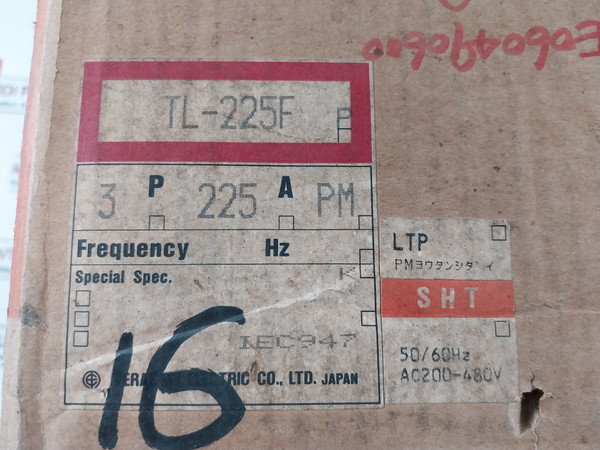 E060490600
TL-225F P
3 P 225 A PM
Frequency Hz
Special Spec. K
IEC947
ELECTRIC CO., LTD. JAPAN
16
LTP
PMヨウタンシダイ
SHT
50/60Hz
AC200-480V